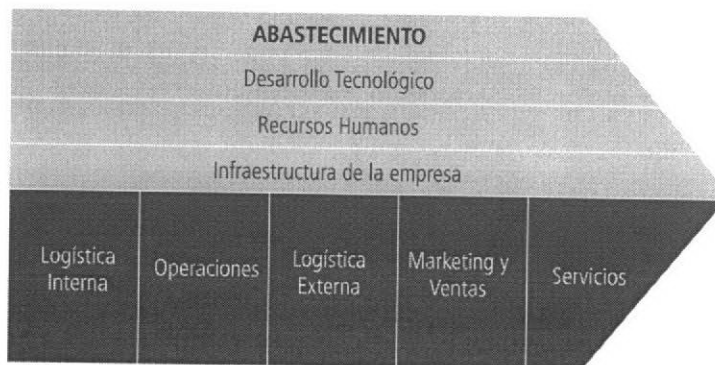 ABASTECIMIENTO
Desarrollo Tecnológico
Recursos Humanos
Infraestructura de la empresa
Logística
Interna
Operaciones
Logística
Externa
Marketing y
Ventas
Servicios